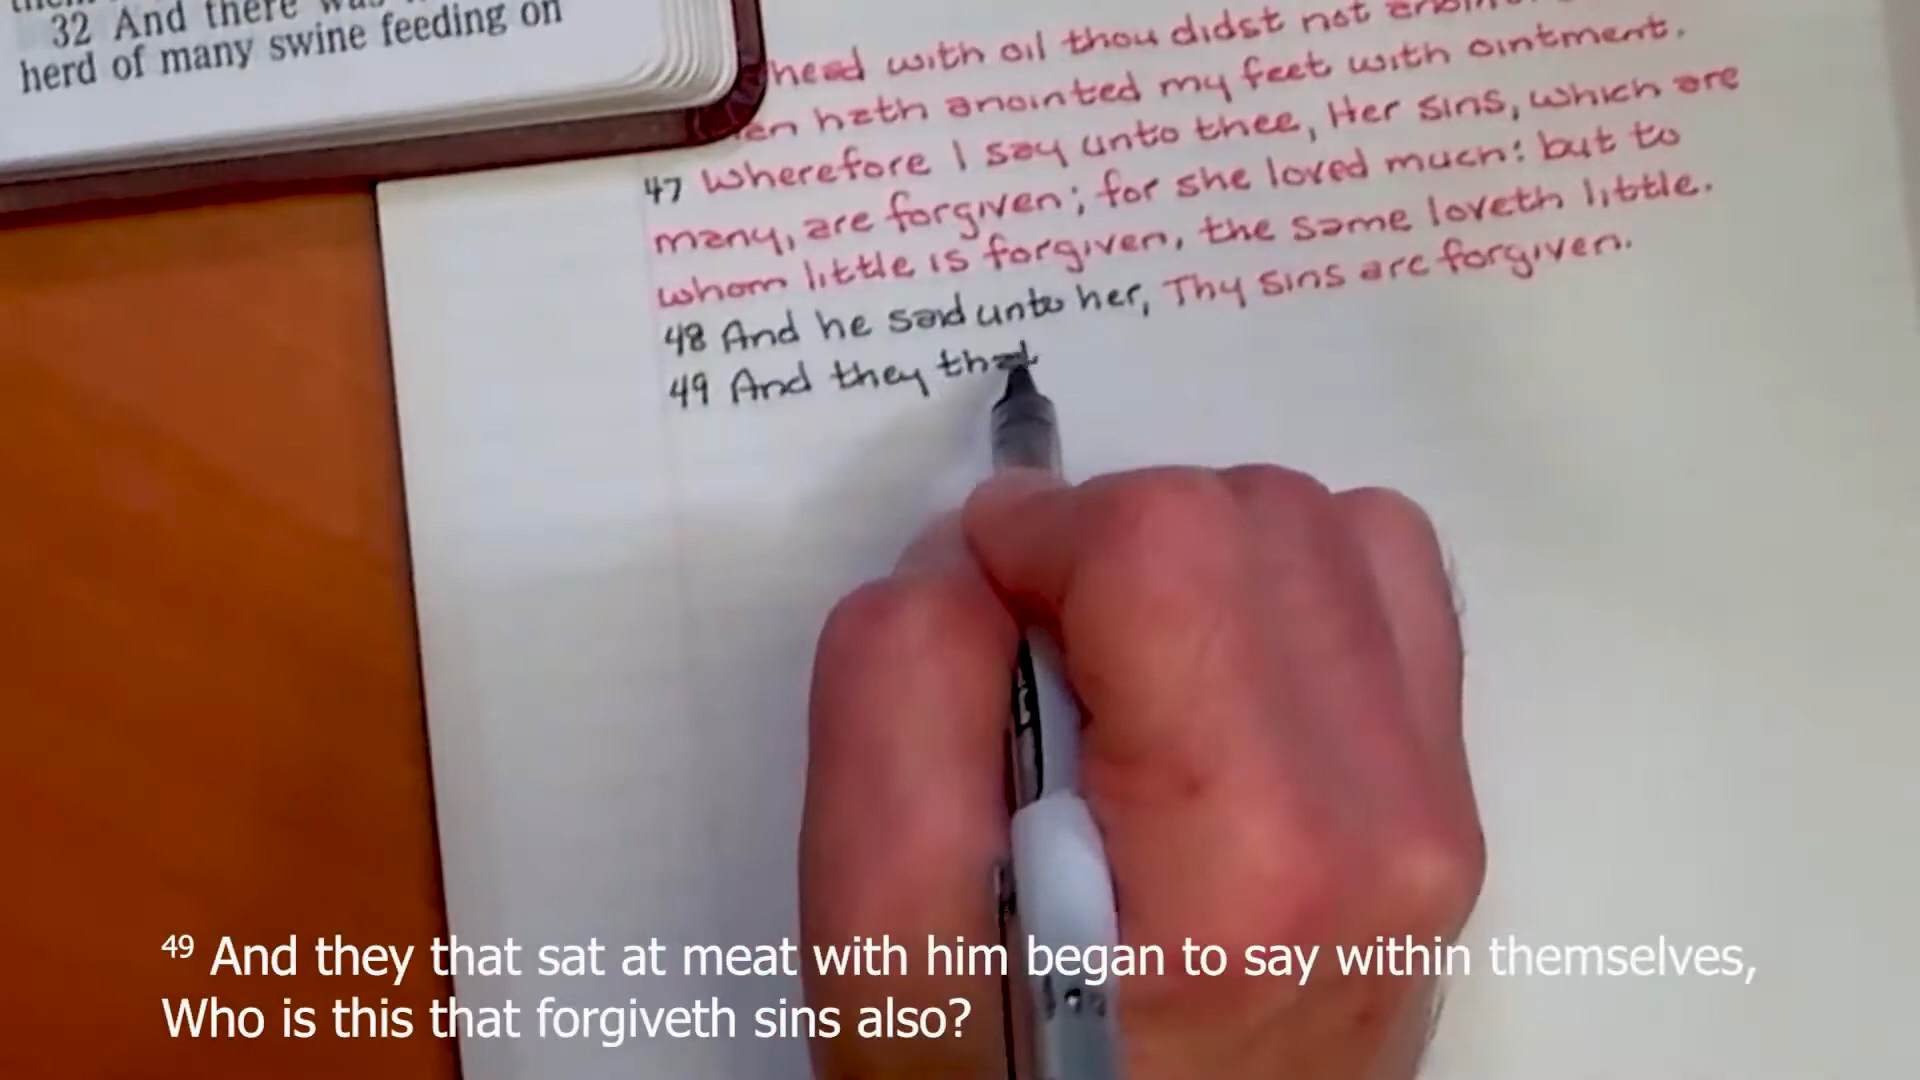 32 And there was
herd of many swine feeding on
head with oil thou didst not
hath anointed my feet with ointment.
47 Wherefore I say unto thee, Her sins, which are
many, are forgiven; for she loved much: but to
whom little is forgiven, the same loveth little.
48 And he said unto her, Thy sins are forgiven.
49 And they that
49 And they that sat at meat with him began to say within themselves,
Who is this that forgiveth sins also?